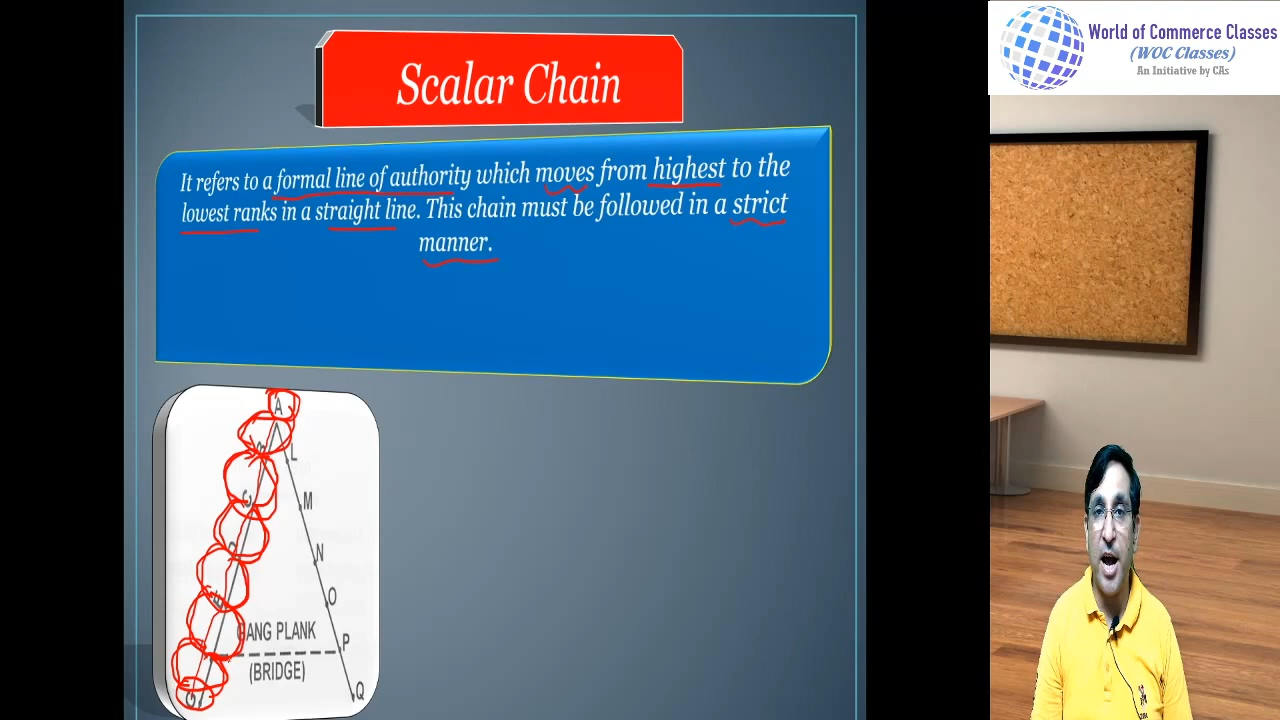 Scalar Chain
It refers to a formal line of authority which moves from highest to the
lowest ranks in a straight line. This chain must be followed in a strict
manner.
World of Commerce Classes
(WOC Classes)
An Initiative by CAs
A
B
L
C
M
D
N
E
O
GANG PLANK
P
(BRIDGE)
G
Q